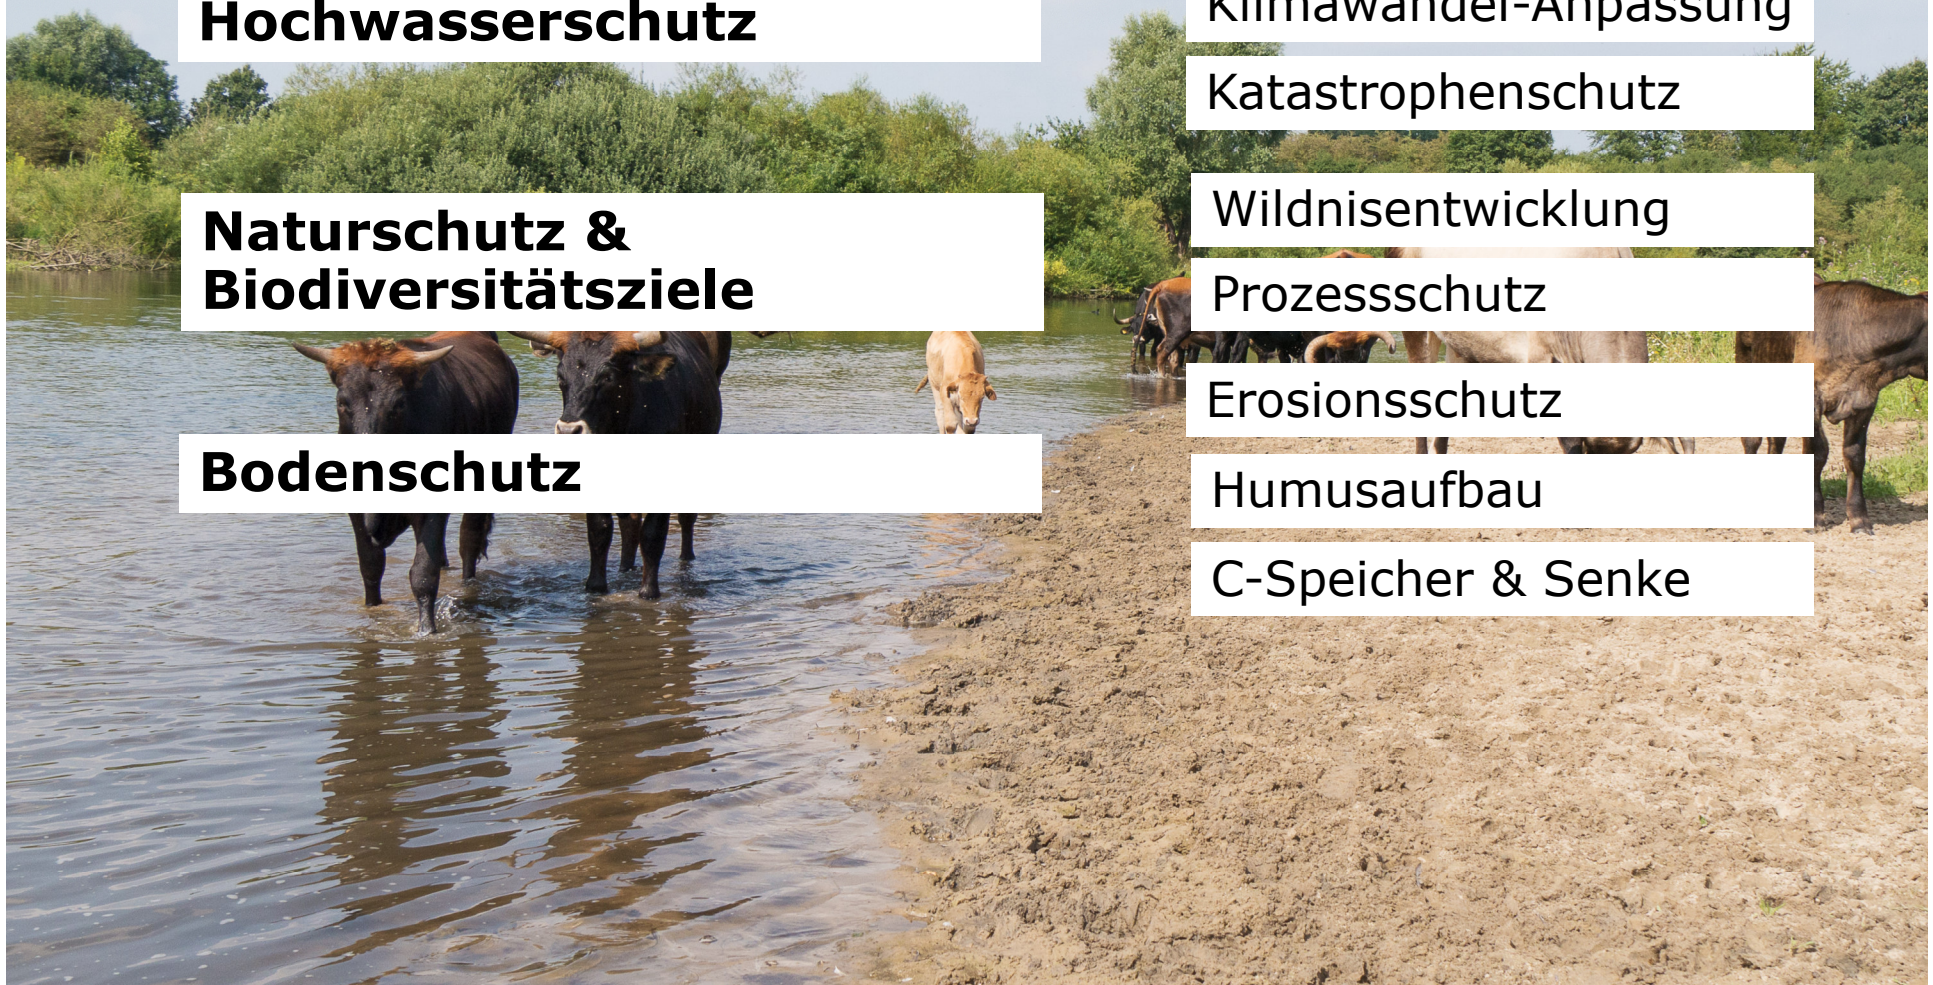 Hochwasserschutz
Klimawandel-Anpassung
Katastrophenschutz
Naturschutz &
Biodiversitätsziele
Wildnisentwicklung
Prozessschutz
Bodenschutz
Erosionsschutz
Humusaufbau
C-Speicher & Senke